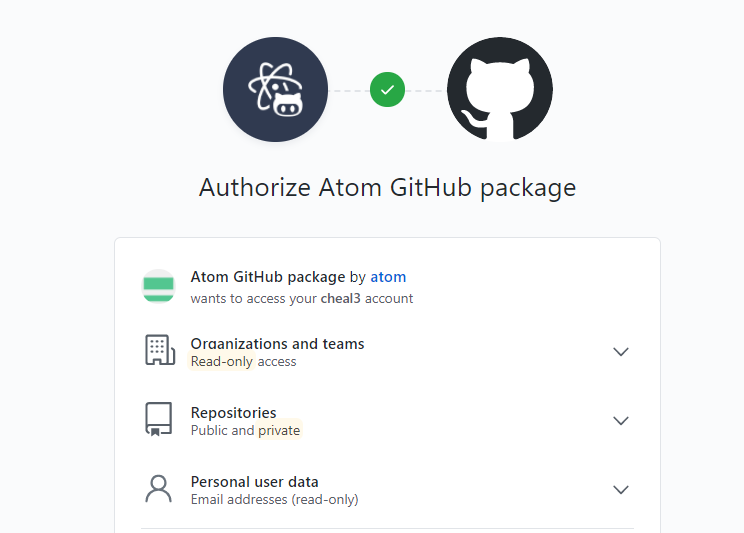 Authorize Atom GitHub package
Atom GitHub package by atom
wants to access your cheal3 account
Organizations and teams
Read-only access
Repositories
Public and private
Personal user data
Email addresses (read-only)